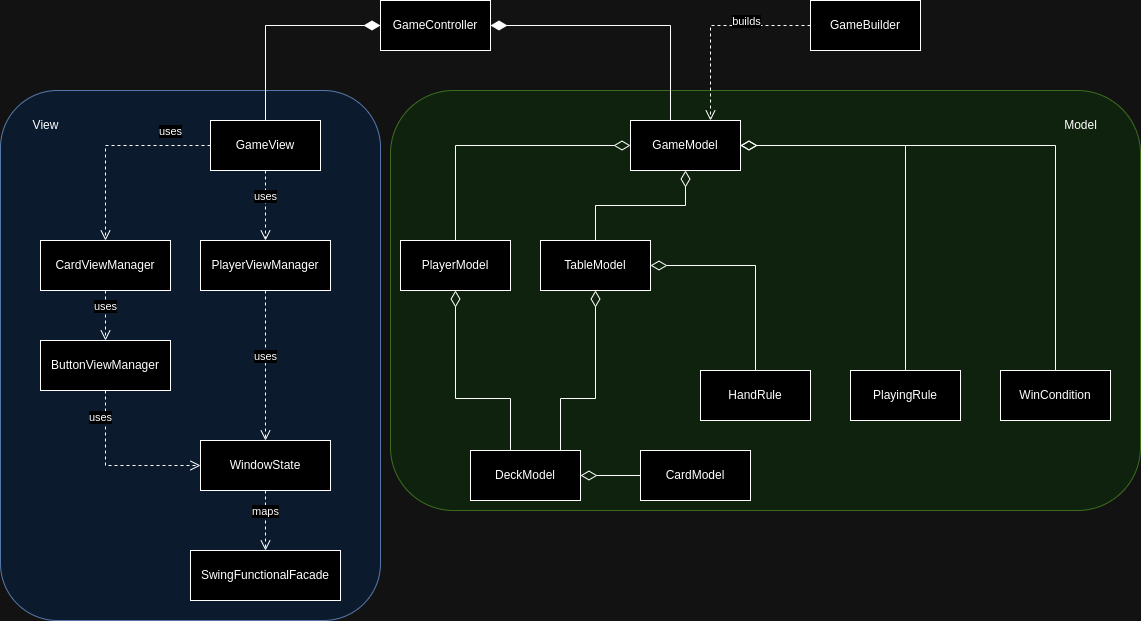 GameController
builds
GameBuilder
View
Model
uses
GameView
GameModel
uses
CardViewManager
PlayerViewManager
PlayerModel
TableModel
uses
uses
ButtonViewManager
HandRule
PlayingRule
WinCondition
uses
WindowState
DeckModel
CardModel
maps
SwingFunctionalFacade